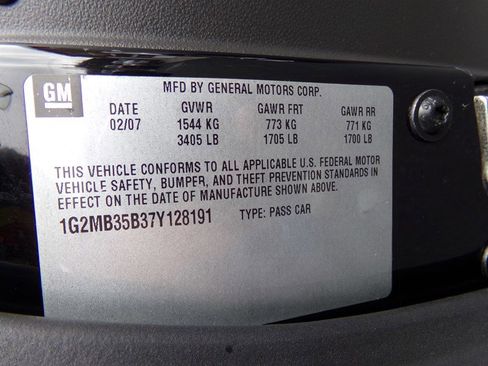 GM
MFD BY GENERAL MOTORS CORP.
DATE GVWR GAWR FRT GAWR RR
02/07 1544 KG 773 KG 771 KG
3405 LB 1705 LB 1700 LB
THIS VEHICLE CONFORMS TO ALL APPLICABLE U.S. FEDERAL MOTOR
VEHICLE SAFETY, BUMPER, AND THEFT PREVENTION STANDARDS IN
EFFECT ON THE DATE OF MANUFACTURE SHOWN ABOVE.
1G2MB35B37Y128191 TYPE: PASS CAR